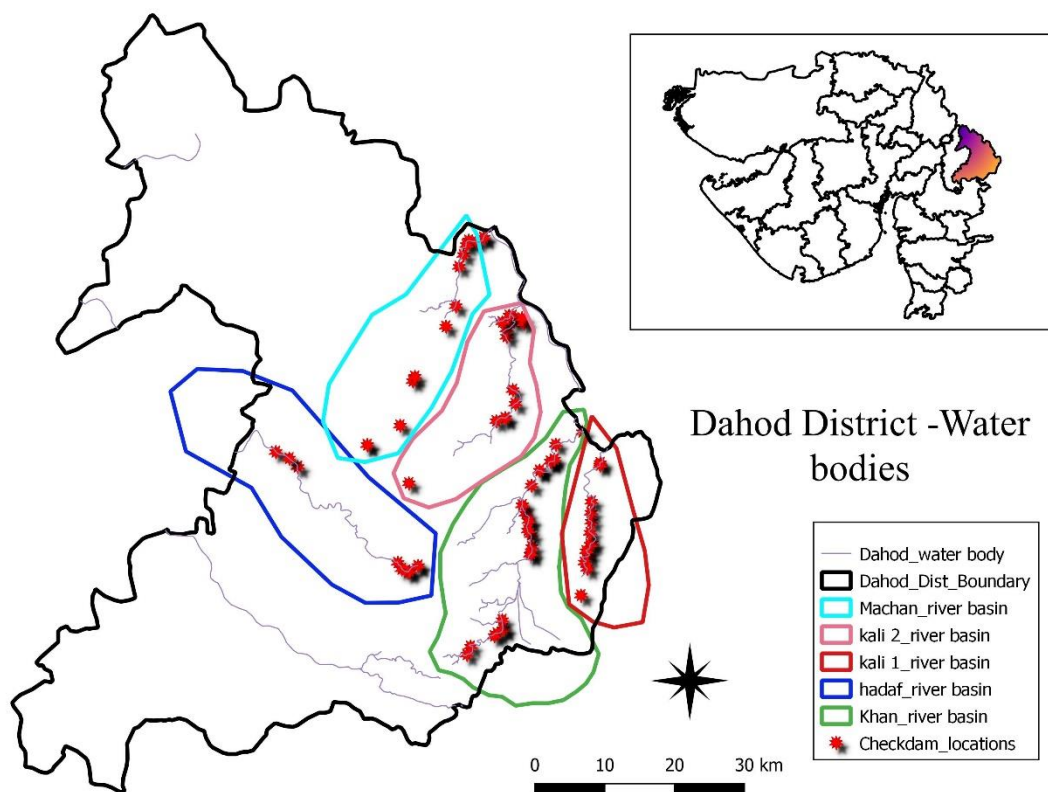 Dahod District -Water
bodies
Dahod_water body
Dahod_Dist_Boundary
Machan_river basin
kali 2_river basin
kali 1_river basin
hadaf_river basin
Khan_river basin
Checkdam_locations
0 10 20 30 km